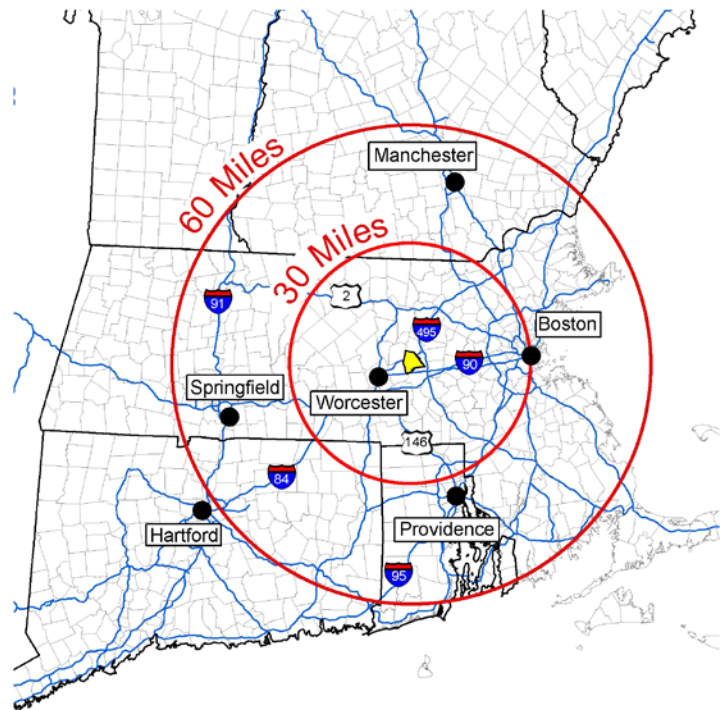 Manchester
60 Miles
30 Miles
2
91
495
Boston
90
Springfield
Worcester
146
84
Hartford
Providence
95